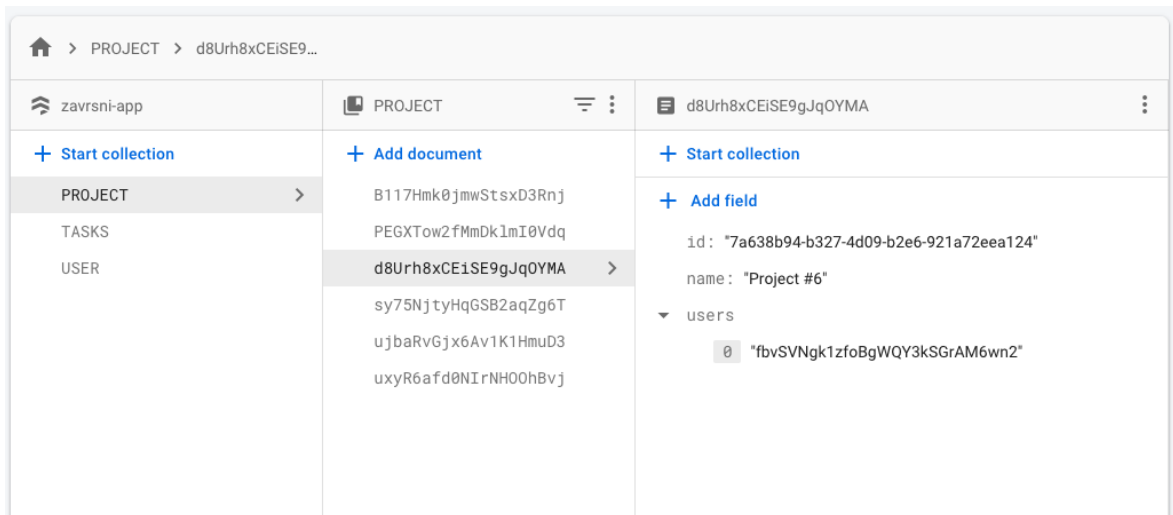 PROJECT > d8Urh8xCEiSE9…
zavrsni-app
+ Start collection
PROJECT
TASKS
USER
PROJECT
+ Add document
B117Hmk0jmwStsxD3Rnj
PEGXTow2fMmDklmI0Vdq
d8Urh8xCEiSE9gJqOYMA
sy75NjtyHqGSB2aqZg6T
ujbaRvGjx6Av1K1HmuD3
uxyR6afd0NIrNHOOhBvj
d8Urh8xCEiSE9gJqOYMA
+ Start collection
+ Add field
id: "7a638b94-b327-4d09-b2e6-921a72eea124"
name: "Project #6"
users
0 "fbvSVNgk1zfoBgWQY3kSGrAM6wn2"